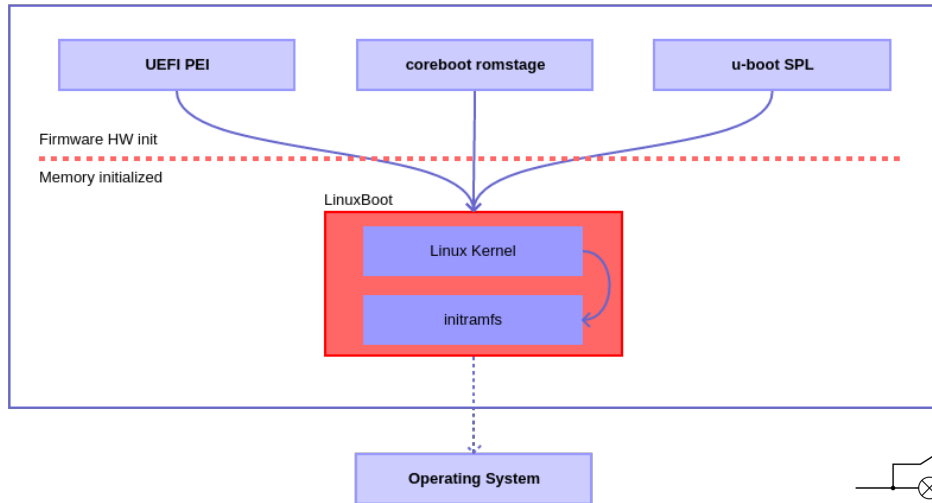 UEFI PEI
coreboot romstage
u-boot SPL
Firmware HW init
Memory initialized
LinuxBoot
Linux Kernel
initramfs
Operating System